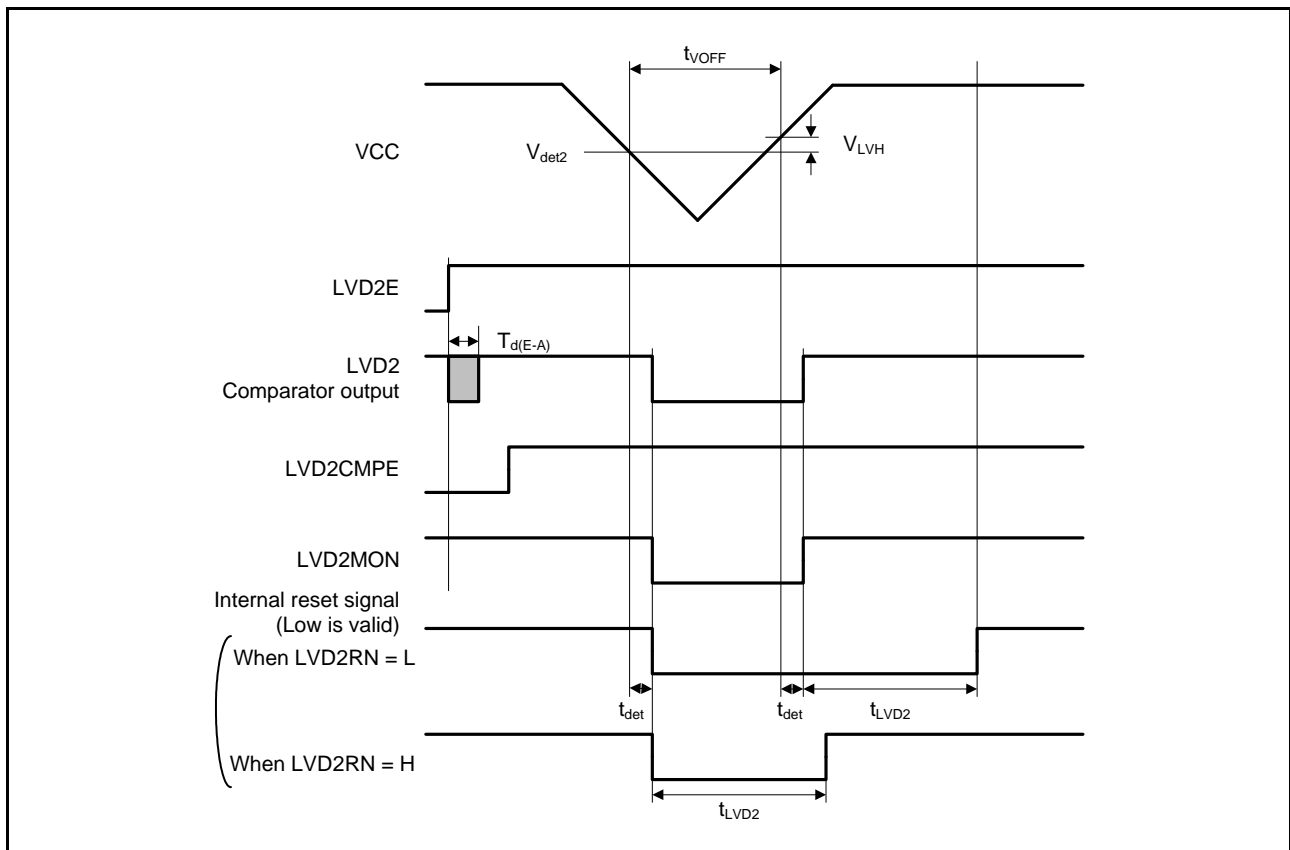 tVOFF
VCC
Vdet2
VLVH
LVD2E
Td(E-A)
LVD2
Comparator output
LVD2CMPE
LVD2MON
Internal reset signal
(Low is valid)
When LVD2RN = L
tdet
tdet
tLVD2
When LVD2RN = H
tLVD2